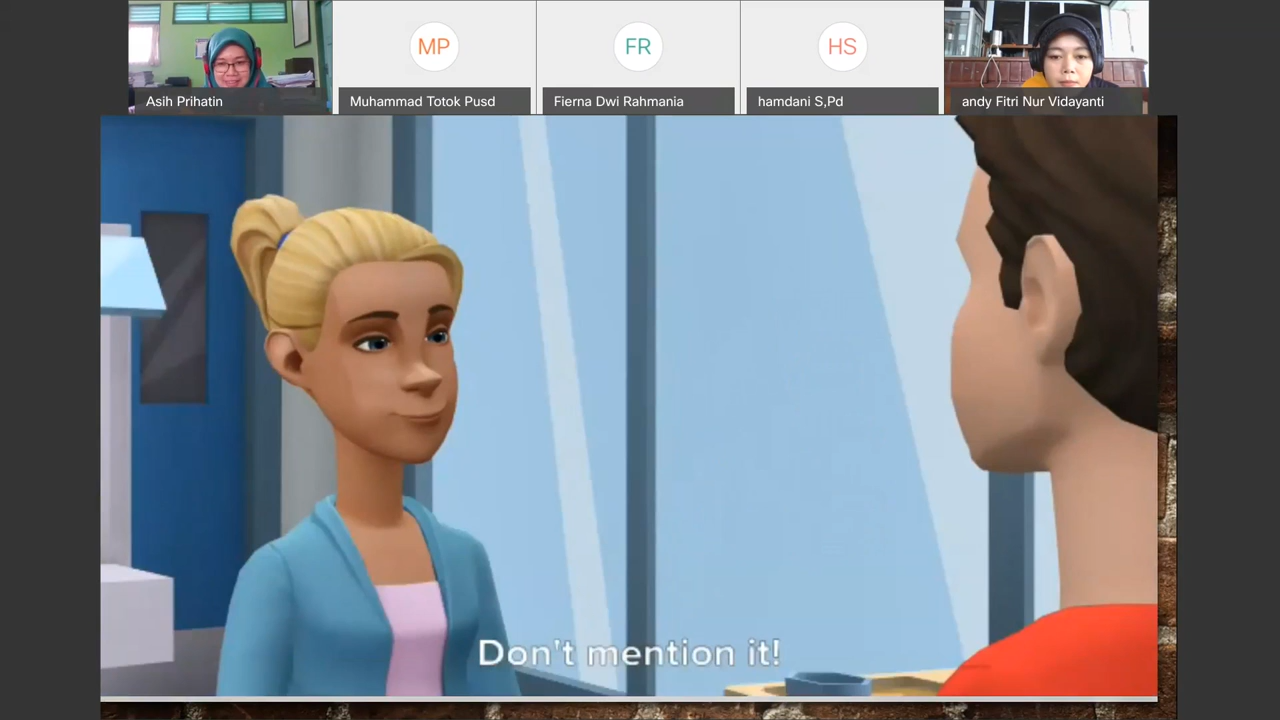 MP
FR
HS
Asih Prihatin
Muhammad Totok Pusd
Fierna Dwi Rahmania
hamdani S,Pd
andy Fitri Nur Vidayanti
Don't mention it!